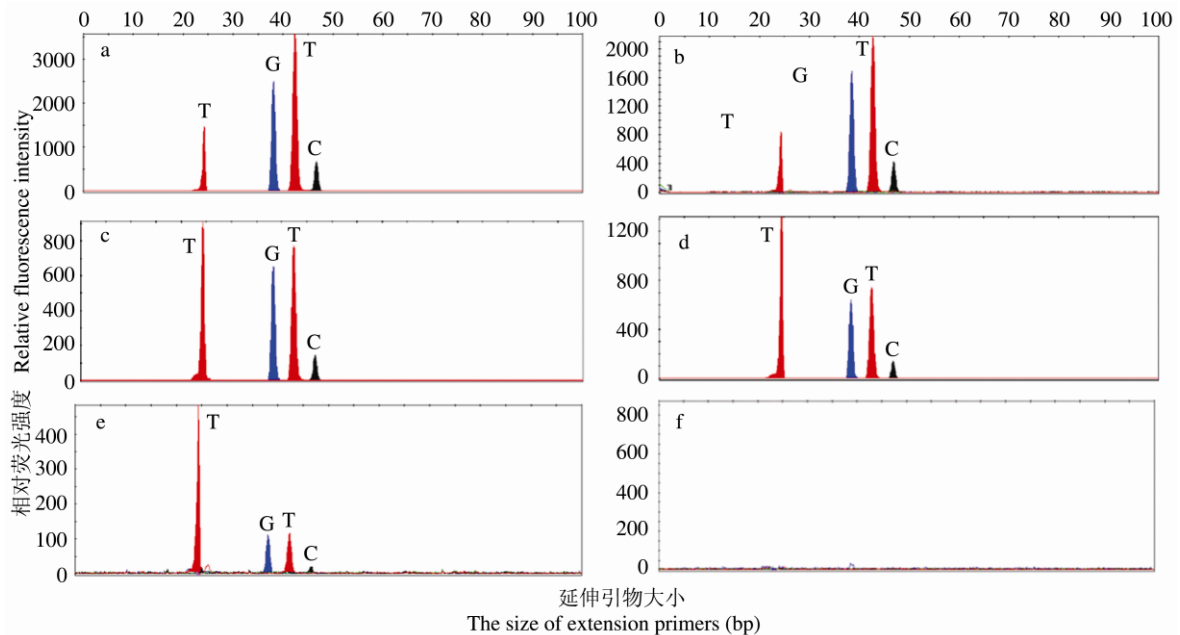 0 10 20 30 40 50 60 70 80 90 100
0 10 20 30 40 50 60 70 80 90 100
相对荧光强度 Relative fluorescence intensity
a
3000
2000
1000
0
T G T C
b
2000
1600
1200
800
400
0
T G T C
c
800
600
400
200
0
T G T C
d
1200
800
400
0
T G T C
e
400
300
200
100
0
T G T C
f
800
600
400
200
0
延伸引物大小
The size of extension primers (bp)